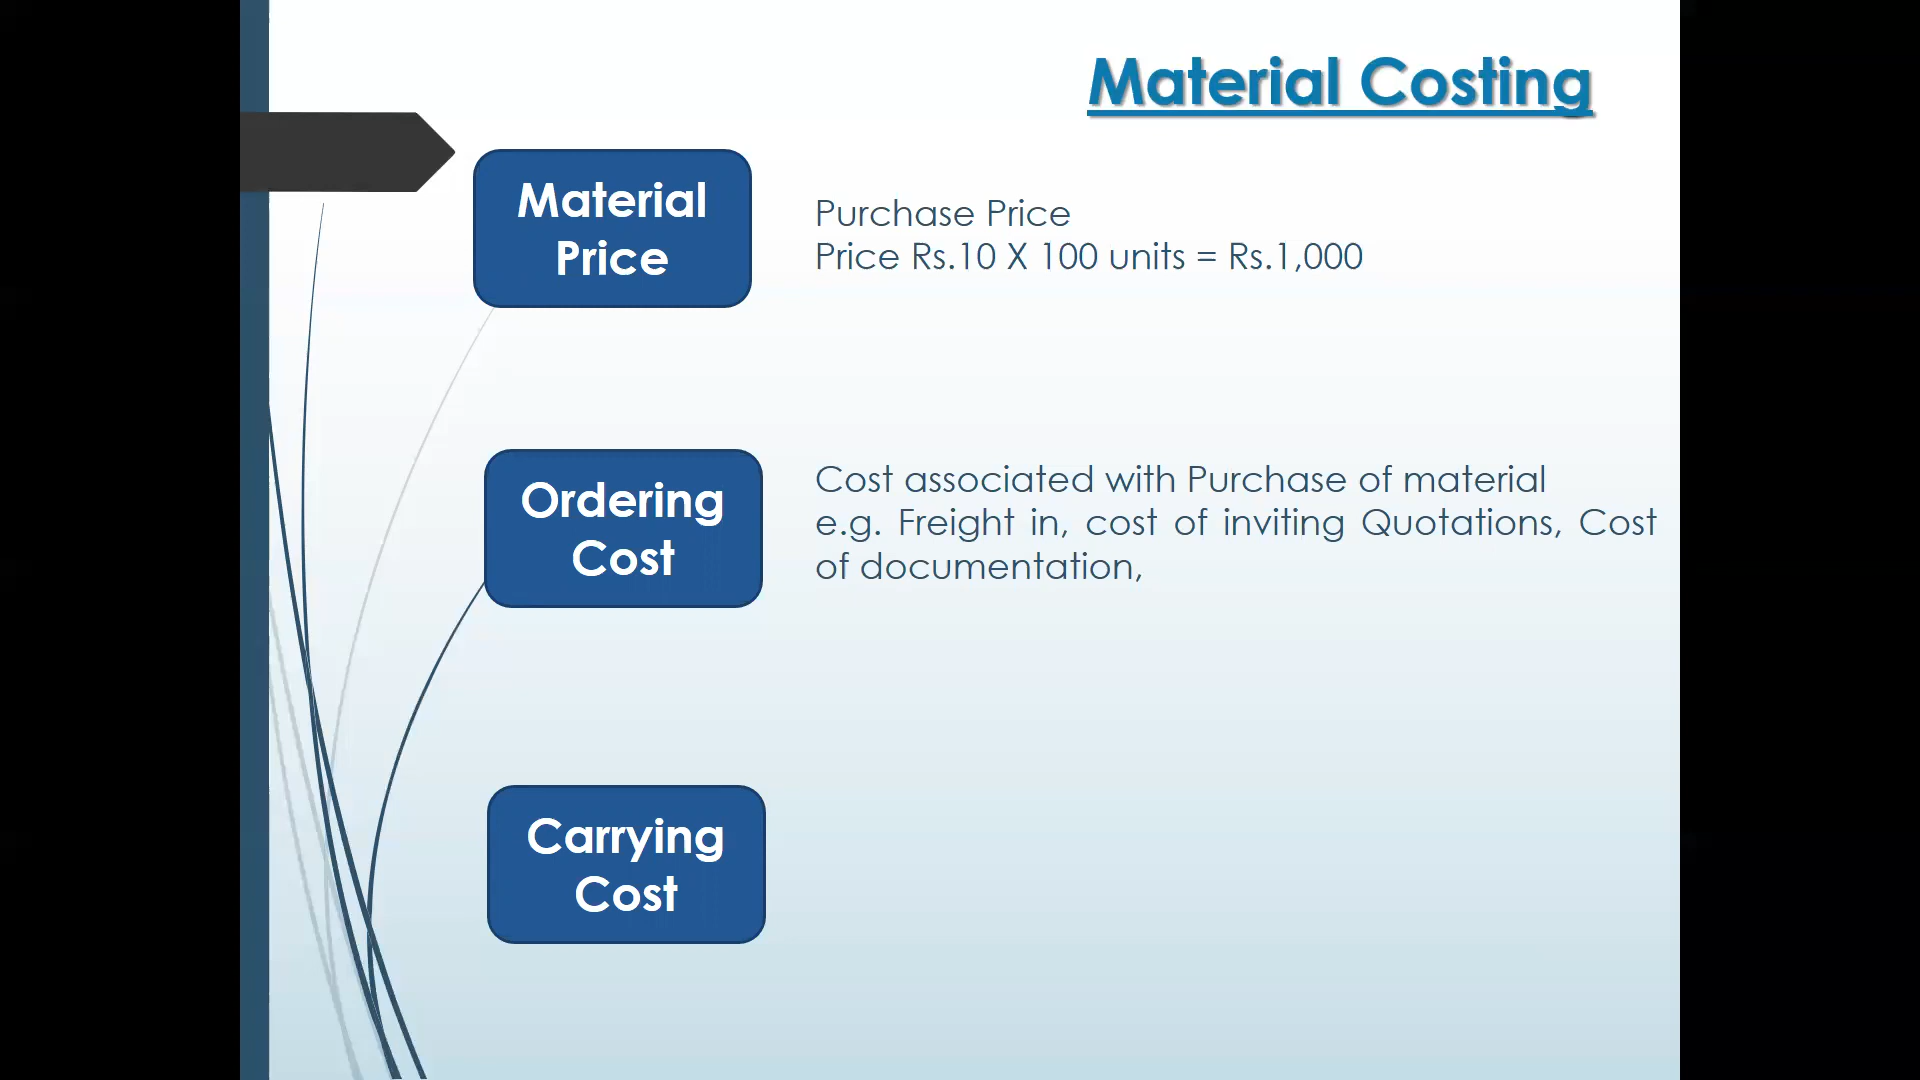 Material Costing
Material
Price
Purchase Price
Price Rs.10 X 100 units = Rs.1,000
Ordering
Cost
Cost associated with Purchase of material
e.g. Freight in, cost of inviting Quotations, Cost
of documentation,
Carrying
Cost